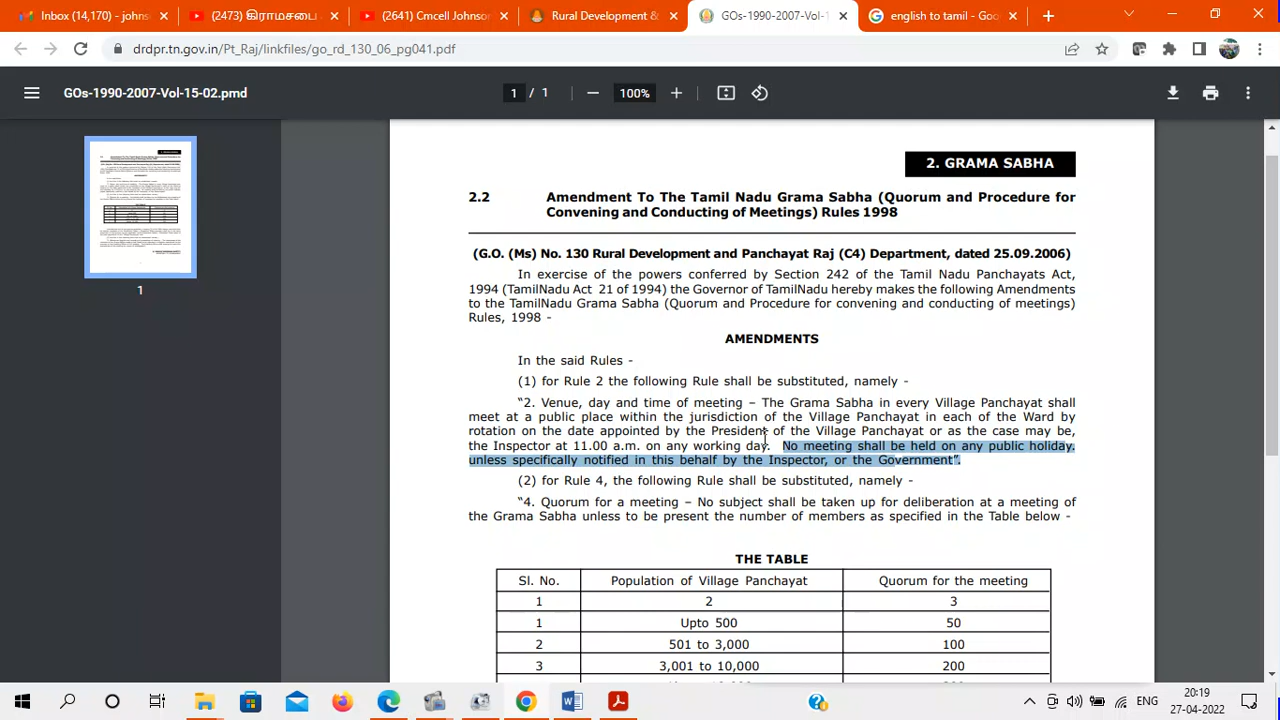 Inbox (14,170) - johns
(2473) இராமசபை
(2641) Cmcell Johnson
Rural Development &
GOs-1990-2007-Vol-1
english to tamil - Goo
drdpr.tn.gov.in/Pt_Raj/linkfiles/go_rd_130_06_pg041.pdf
GOs-1990-2007-Vol-15-02.pmd
1 / 1
100%
1
2. GRAMA SABHA
2.2 Amendment To The Tamil Nadu Grama Sabha (Quorum and Procedure for
Convening and Conducting of Meetings) Rules 1998
(G.O. (Ms) No. 130 Rural Development and Panchayat Raj (C4) Department, dated 25.09.2006)
In exercise of the powers conferred by Section 242 of the Tamil Nadu Panchayats Act,
1994 (TamilNadu Act 21 of 1994) the Governor of TamilNadu hereby makes the following Amendments
to the TamilNadu Grama Sabha (Quorum and Procedure for convening and conducting of meetings)
Rules, 1998 -
AMENDMENTS
In the said Rules -
(1) for Rule 2 the following Rule shall be substituted, namely -
“2. Venue, day and time of meeting – The Grama Sabha in every Village Panchayat shall
meet at a public place within the jurisdiction of the Village Panchayat in each of the Ward by
rotation on the date appointed by the President of the Village Panchayat or as the case may be,
the Inspector at 11.00 a.m. on any working day. No meeting shall be held on any public holiday.
unless specifically notified in this behalf by the Inspector, or the Government”.
(2) for Rule 4, the following Rule shall be substituted, namely -
“4. Quorum for a meeting – No subject shall be taken up for deliberation at a meeting of
the Grama Sabha unless to be present the number of members as specified in the Table below -
THE TABLE
Sl. No. Population of Village Panchayat Quorum for the meeting
1 2 3
1 Upto 500 50
2 501 to 3,000 100
3 3,001 to 10,000 200
ENG
20:19
27-04-2022